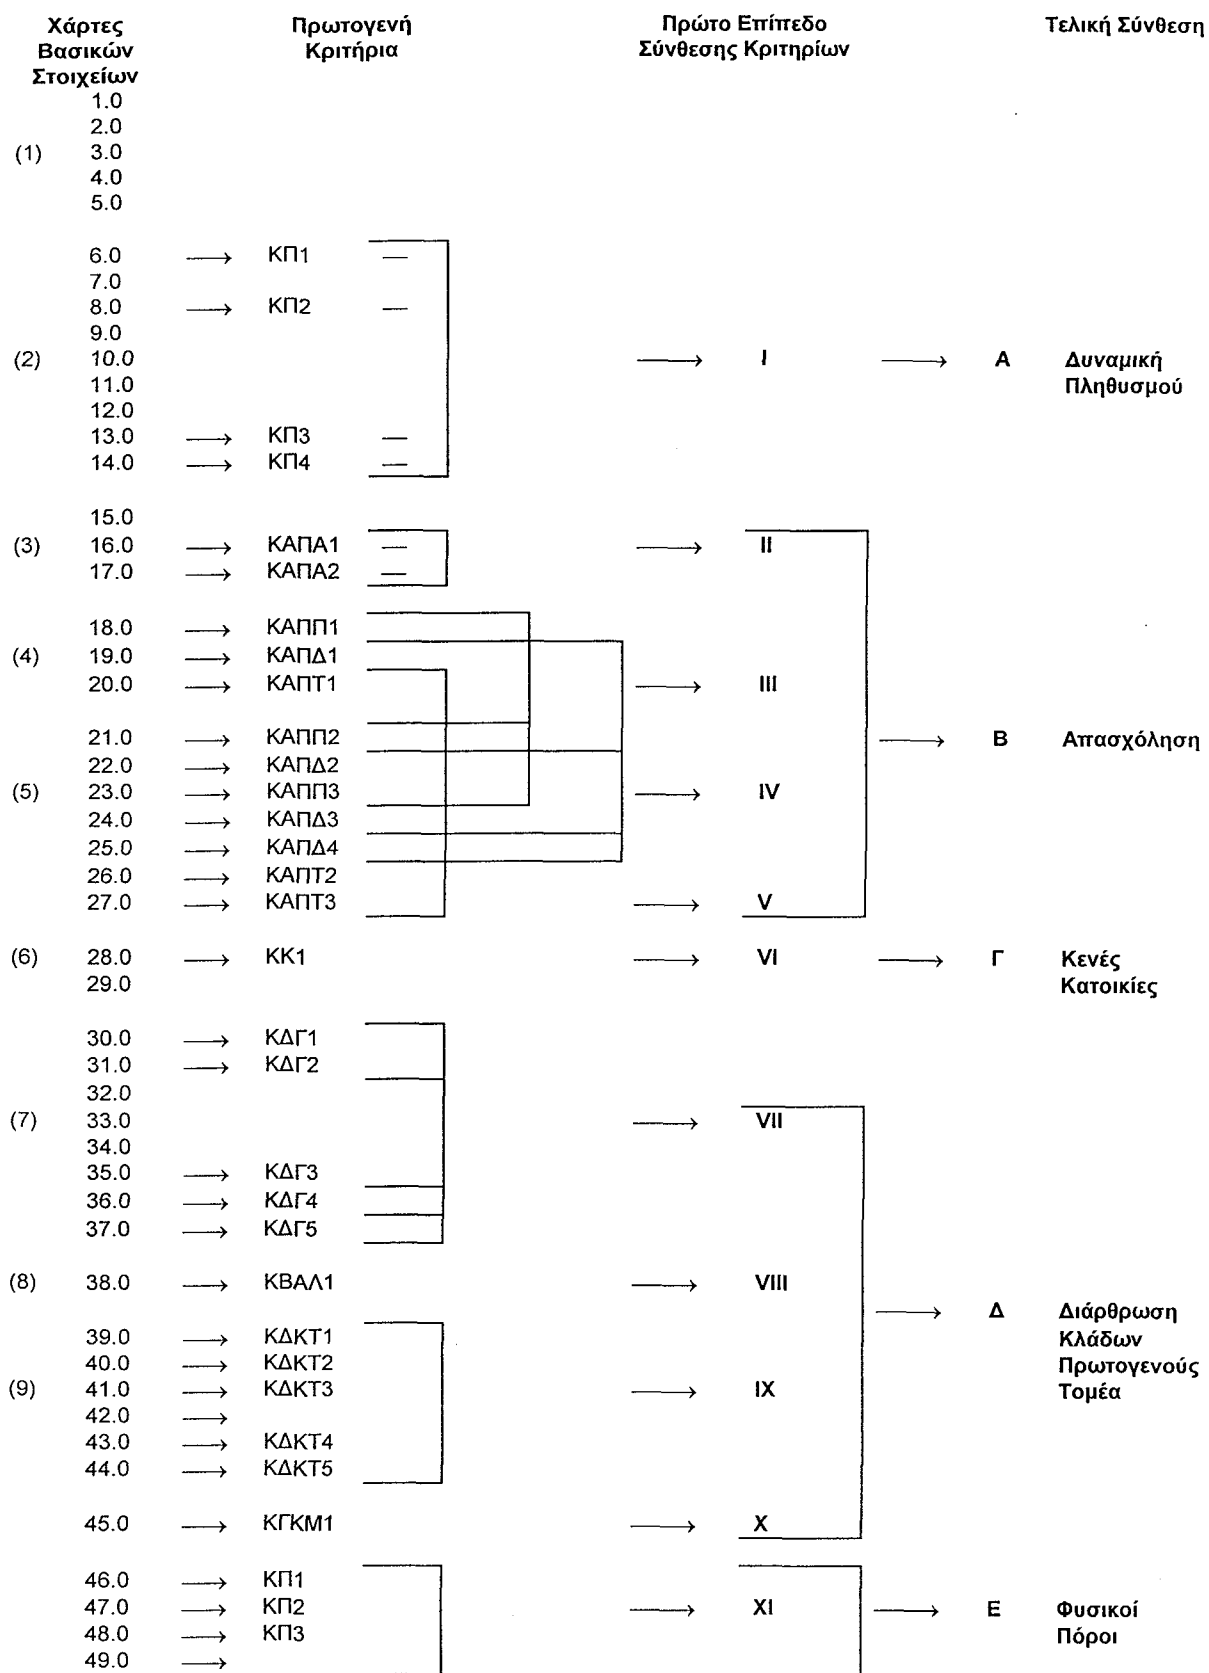 Χάρτες Πρωτογενή Πρώτο Επίπεδο Τελική Σύνθεση
Βασικών Κριτήρια Σύνθεσης Κριτηρίων
Στοιχείων
1.0
2.0
(1) 3.0
4.0
5.0
6.0 → ΚΠ1 —
7.0
8.0 → ΚΠ2 —
9.0
(2) 10.0 → I → Α Δυναμική
11.0 Πληθυσμού
12.0
13.0 → ΚΠ3 —
14.0 → ΚΠ4 —
15.0
(3) 16.0 → ΚΑΠΑ1 — → II
17.0 → ΚΑΠΑ2 —
18.0 → ΚΑΠΠ1
(4) 19.0 → ΚΑΠΔ1
20.0 → ΚΑΠΤ1 → III
21.0 → ΚΑΠΠ2 → Β Απασχόληση
22.0 → ΚΑΠΔ2
(5) 23.0 → ΚΑΠΠ3 → IV
24.0 → ΚΑΠΔ3
25.0 → ΚΑΠΔ4
26.0 → ΚΑΠΤ2
27.0 → ΚΑΠΤ3 → V
(6) 28.0 → ΚΚ1 → VI → Γ Κενές
29.0 Κατοικίες
30.0 → ΚΔΓ1
31.0 → ΚΔΓ2
32.0
(7) 33.0 → VII
34.0
35.0 → ΚΔΓ3
36.0 → ΚΔΓ4
37.0 → ΚΔΓ5
(8) 38.0 → ΚΒΑΛ1 → VIII
→ Δ Διάρθρωση
39.0 → ΚΔΚΤ1 Κλάδων
40.0 → ΚΔΚΤ2 Πρωτογενούς
(9) 41.0 → ΚΔΚΤ3 → IX Τομέα
42.0 →
43.0 → ΚΔΚΤ4
44.0 → ΚΔΚΤ5
45.0 → ΚΓΚΜ1 → X
46.0 → ΚΠ1
47.0 → ΚΠ2 → XI → Ε Φυσικοί
48.0 → ΚΠ3 Πόροι
49.0 →